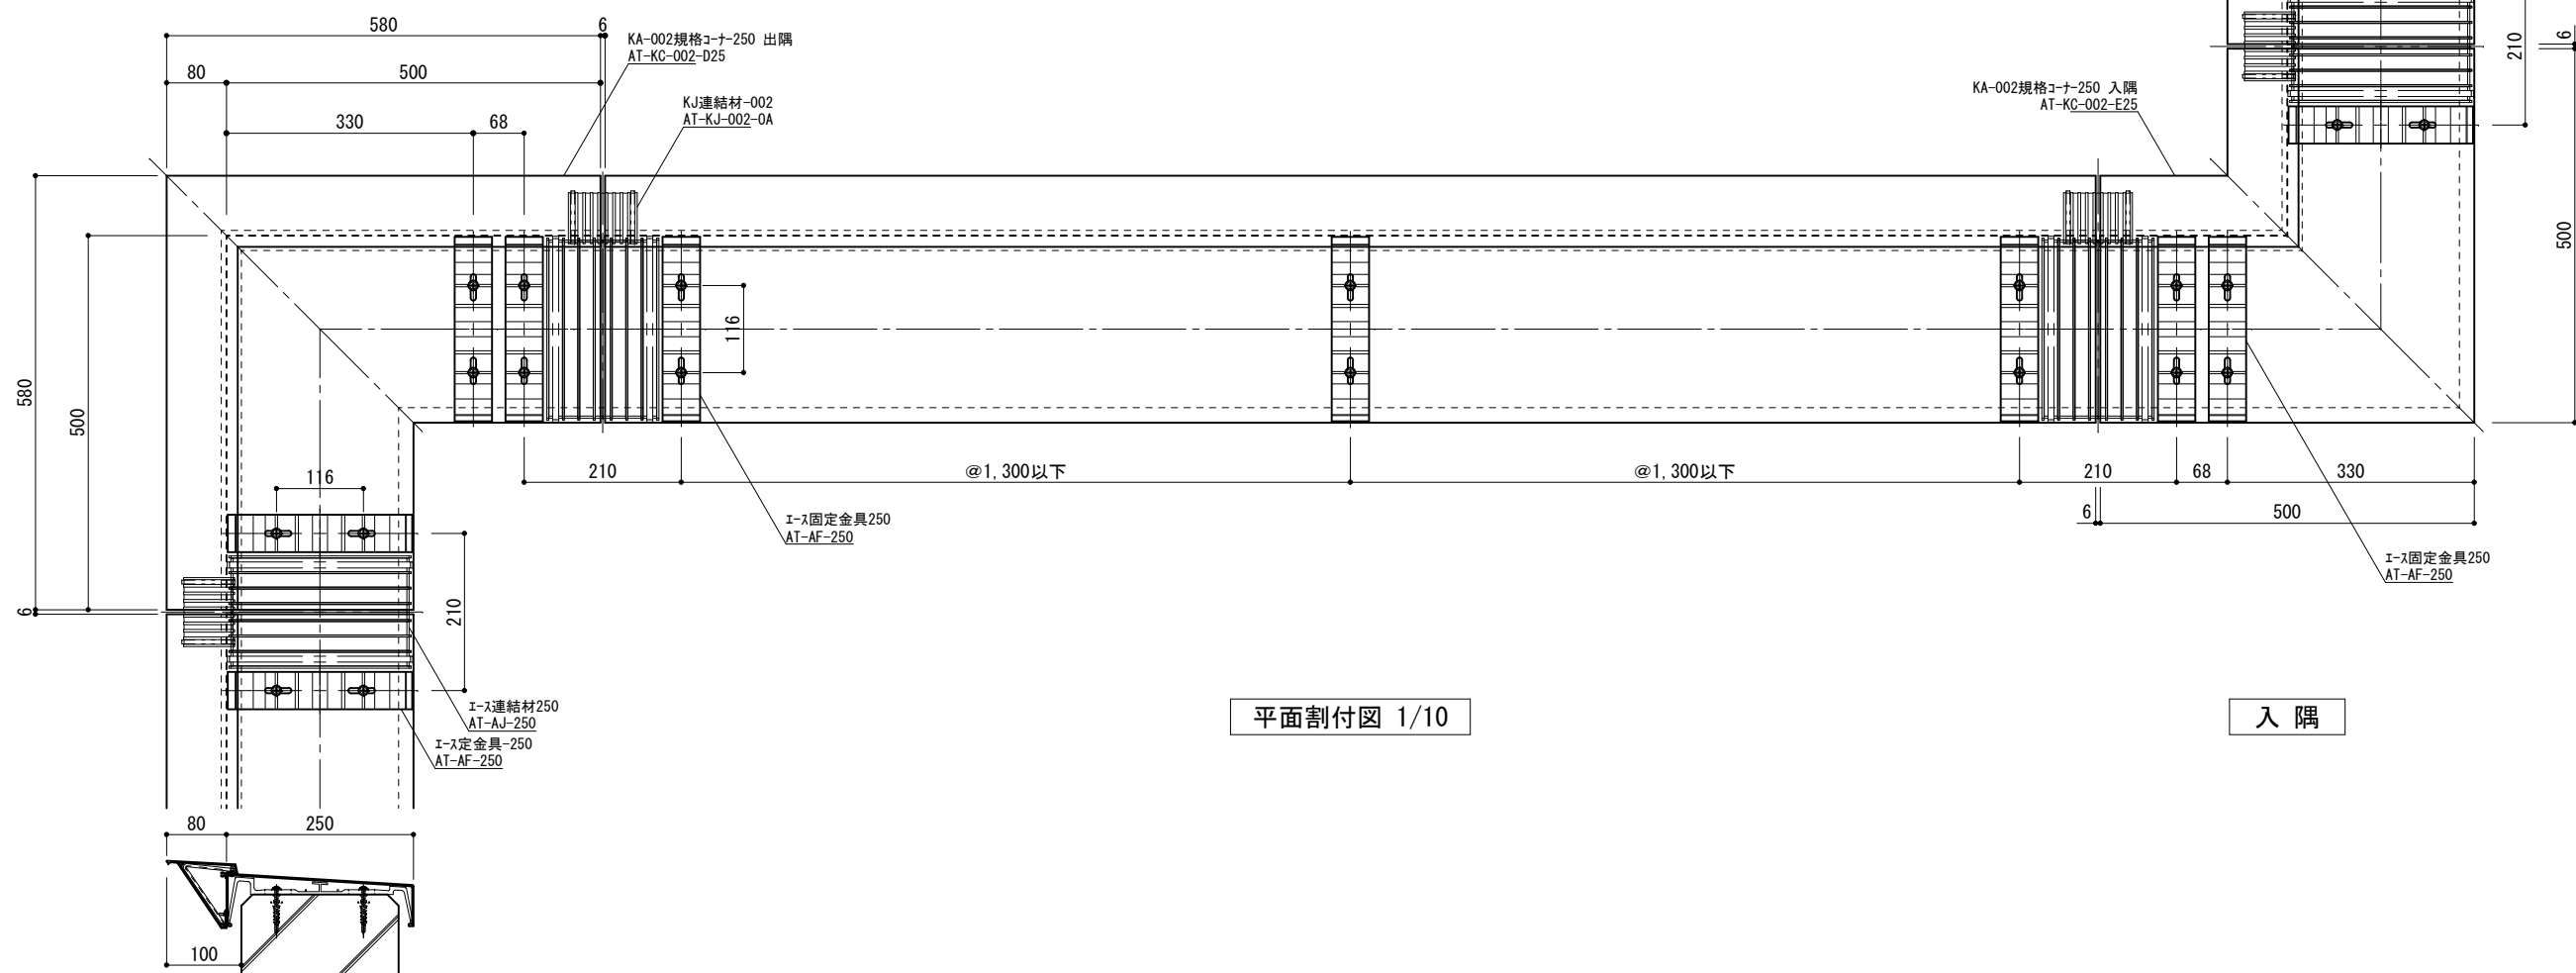 580
6
KA-002規格ｺｰﾅｰ250 出隅
AT-KC-002-D25
80
500
KJ連結材-002
AT-KJ-002-0A
330
68
KA-002規格ｺｰﾅｰ250 入隅
AT-KC-002-E25
210
6
500
580
500
6
116
116
210
@1,300以下
@1,300以下
210
68
330
6
500
ｴｰｽ固定金具250
AT-AF-250
ｴｰｽ固定金具250
AT-AF-250
210
ｴｰｽ連結材250
AT-AJ-250
ｴｰｽ定金具-250
AT-AF-250
平面割付図 1/10
入 隅
80
250
100